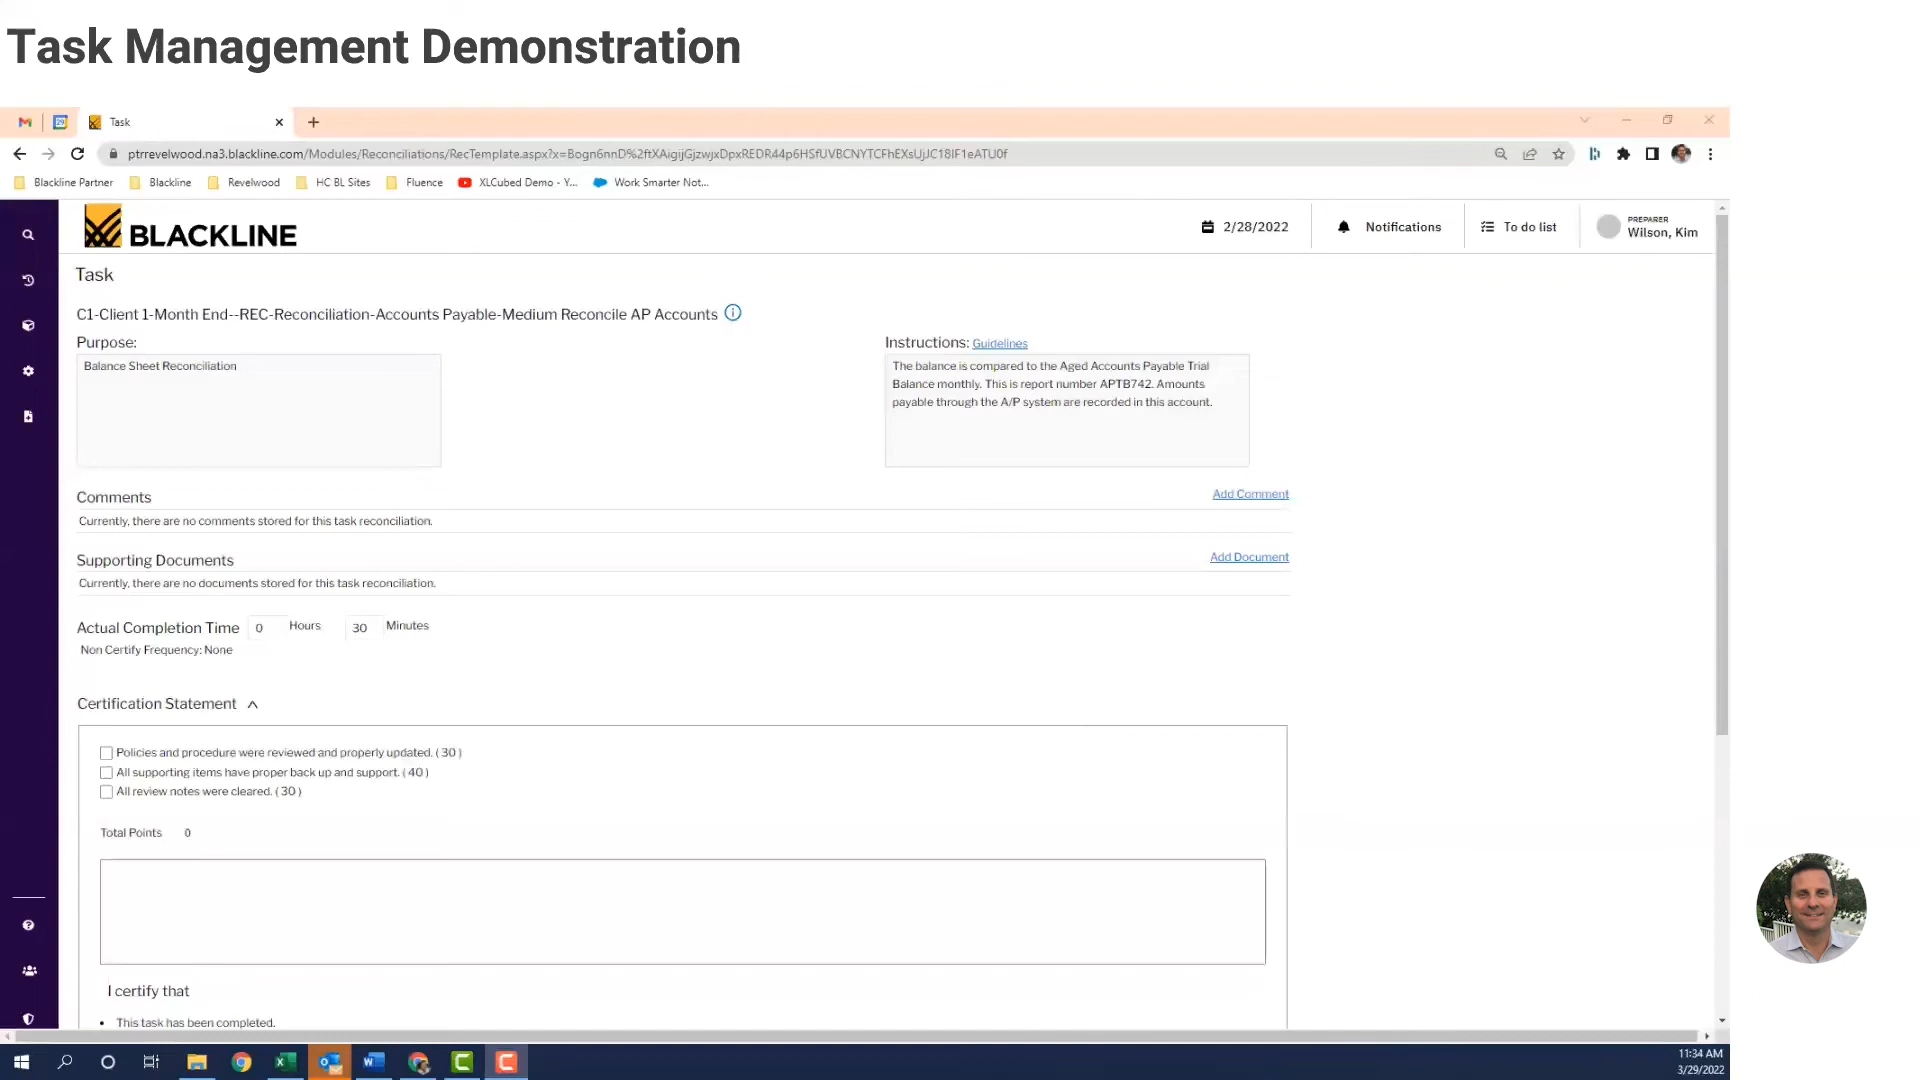 Task Management Demonstration
Task
ptrrevelwood.na3.blackline.com/Modules/Reconciliations/RecTemplate.aspx?x=Bogn6nnD%2ftXAigijGjzwjxDpxREDR44p6HSfUVBCNYTCFhEXsUjJC18IF1eATU0f
Blackline Partner Blackline Revelwood HC BL Sites Fluence XLCubed Demo - Y... Work Smarter Not...
BLACKLINE
2/28/2022 Notifications To do list
PREPARER
Wilson, Kim
Task
C1-Client 1-Month End--REC-Reconciliation-Accounts Payable-Medium Reconcile AP Accounts
Purpose:
Balance Sheet Reconciliation
Instructions: Guidelines
The balance is compared to the Aged Accounts Payable Trial
Balance monthly. This is report number APTB742. Amounts
payable through the A/P system are recorded in this account.
Comments Add Comment
Currently, there are no comments stored for this task reconciliation.
Supporting Documents Add Document
Currently, there are no documents stored for this task reconciliation.
Actual Completion Time 0 Hours 30 Minutes
Non Certify Frequency: None
Certification Statement
Policies and procedure were reviewed and properly updated. ( 30 )
All supporting items have proper back up and support. ( 40 )
All review notes were cleared. ( 30 )
Total Points 0
I certify that
• This task has been completed.
11:34 AM
3/29/2022